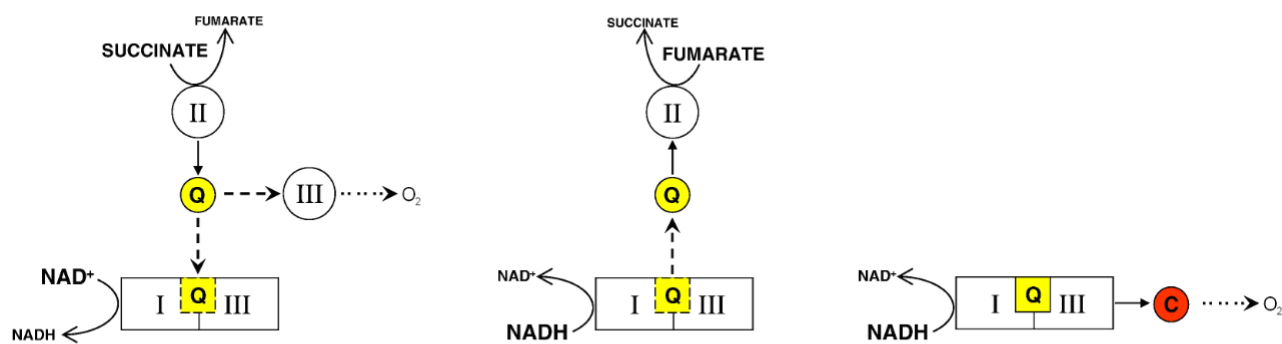 FUMARATE
SUCCINATE
II
Q
III
O₂
NAD⁺
I
Q
III
NADH
SUCCINATE
FUMARATE
II
Q
NAD⁺
I
Q
III
NADH
NAD⁺
I
Q
III
C
O₂
NADH